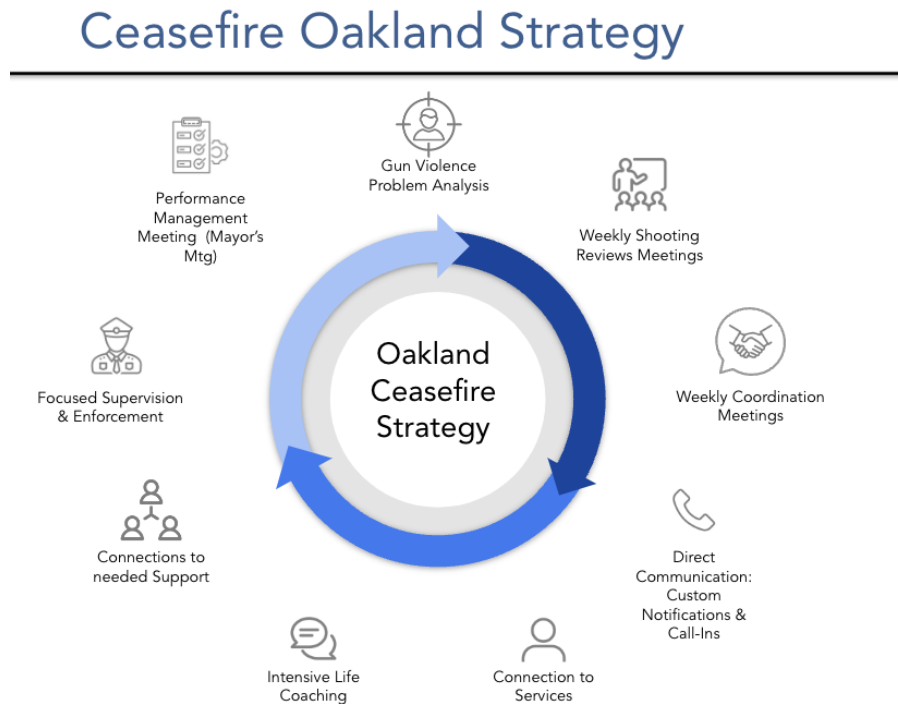 Ceasefire Oakland Strategy
Gun Violence
Problem Analysis
Weekly Shooting
Reviews Meetings
Weekly Coordination
Meetings
Direct
Communication:
Custom
Notifications &
Call-Ins
Connection to
Services
Intensive Life
Coaching
Connections to
needed Support
Focused Supervision
& Enforcement
Performance
Management
Meeting (Mayor's
Mtg)
Oakland
Ceasefire
Strategy